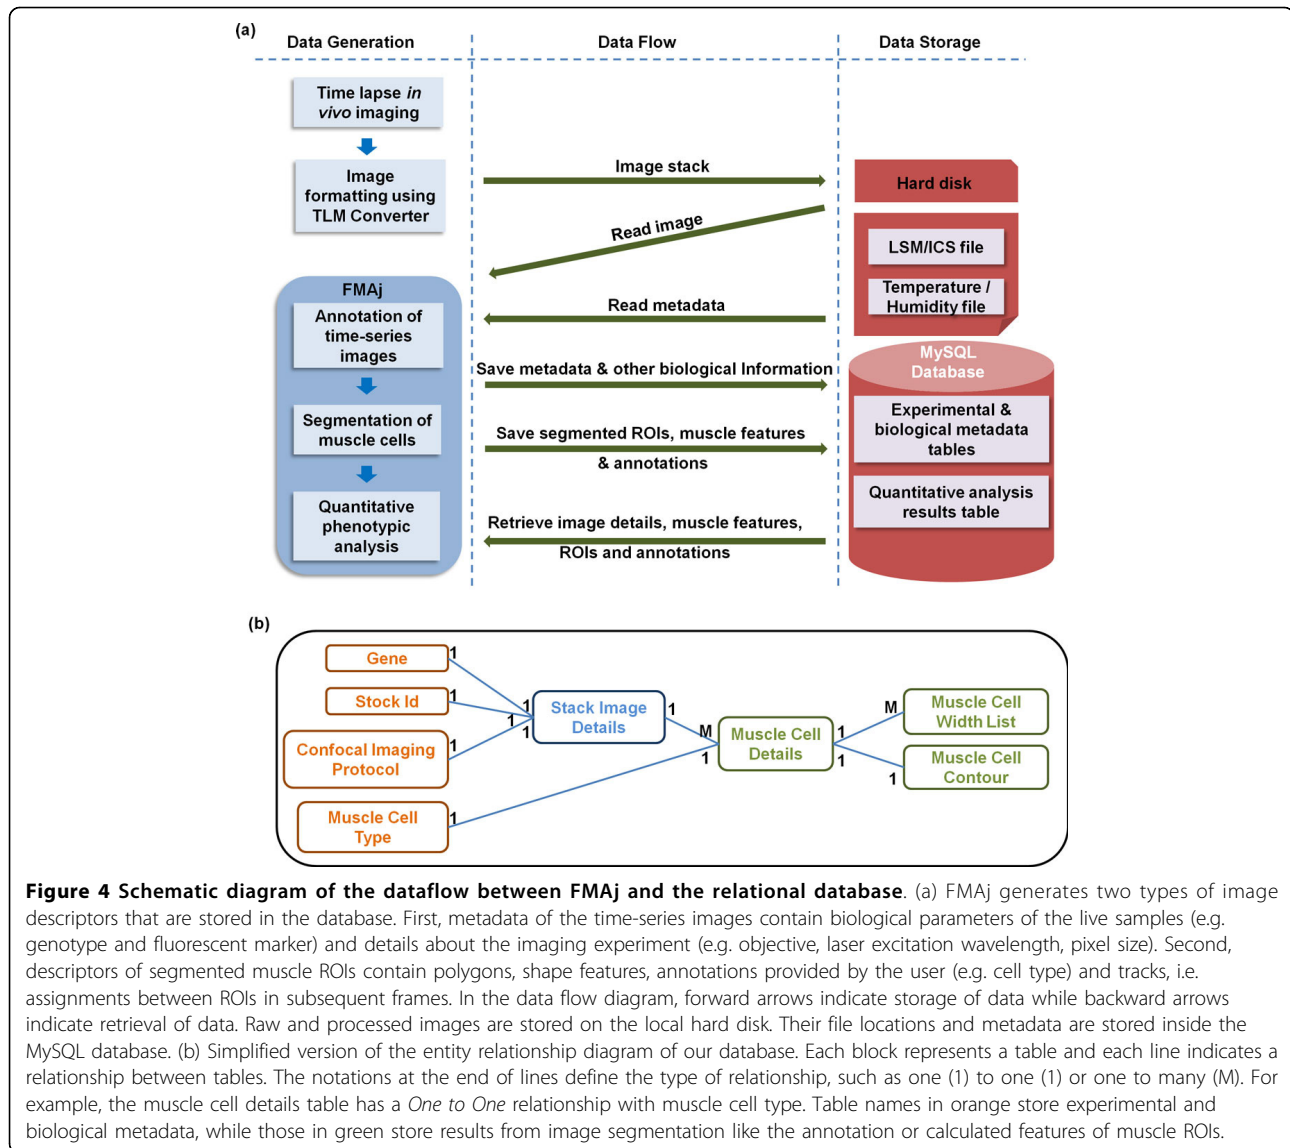 (a)
Data Generation
Data Flow
Data Storage
Time lapse in
vivo imaging
Image
formatting using
TLM Converter
Image stack
Hard disk
Read image
LSM/ICS file
Temperature /
Humidity file
FMAj
Annotation of
time-series
images
Read metadata
MySQL
Database
Save metadata & other biological Information
Experimental &
biological metadata
tables
Segmentation of
muscle cells
Save segmented ROIs, muscle features
& annotations
Quantitative analysis
results table
Quantitative
phenotypic
analysis
Retrieve image details, muscle features,
ROIs and annotations
(b)
Gene
1
Stock Id
1
Confocal Imaging
Protocol
1
Muscle Cell
Type
1
1
1
1
Stack Image
Details
1
M
1
Muscle Cell
Details
1
1
M
1
Muscle Cell
Width List
Muscle Cell
Contour
Figure 4 Schematic diagram of the dataflow between FMAj and the relational database. (a) FMAj generates two types of image
descriptors that are stored in the database. First, metadata of the time-series images contain biological parameters of the live samples (e.g.
genotype and fluorescent marker) and details about the imaging experiment (e.g. objective, laser excitation wavelength, pixel size). Second,
descriptors of segmented muscle ROIs contain polygons, shape features, annotations provided by the user (e.g. cell type) and tracks, i.e.
assignments between ROIs in subsequent frames. In the data flow diagram, forward arrows indicate storage of data while backward arrows
indicate retrieval of data. Raw and processed images are stored on the local hard disk. Their file locations and metadata are stored inside the
MySQL database. (b) Simplified version of the entity relationship diagram of our database. Each block represents a table and each line indicates a
relationship between tables. The notations at the end of lines define the type of relationship, such as one (1) to one (1) or one to many (M). For
example, the muscle cell details table has a One to One relationship with muscle cell type. Table names in orange store experimental and
biological metadata, while those in green store results from image segmentation like the annotation or calculated features of muscle ROIs.